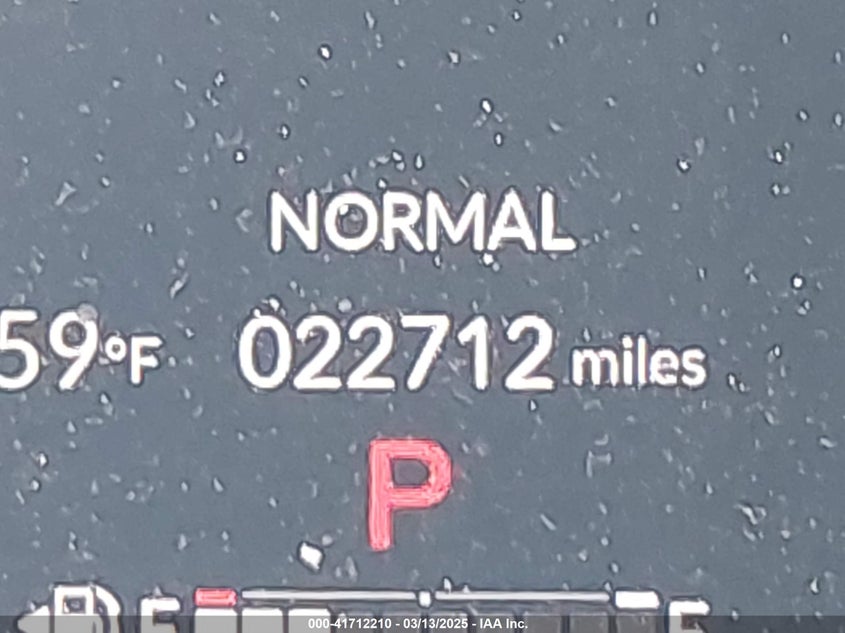 NORMAL
59°F 022712 miles
P
E F
000-41712210 - 03/13/2025 - IAA Inc.